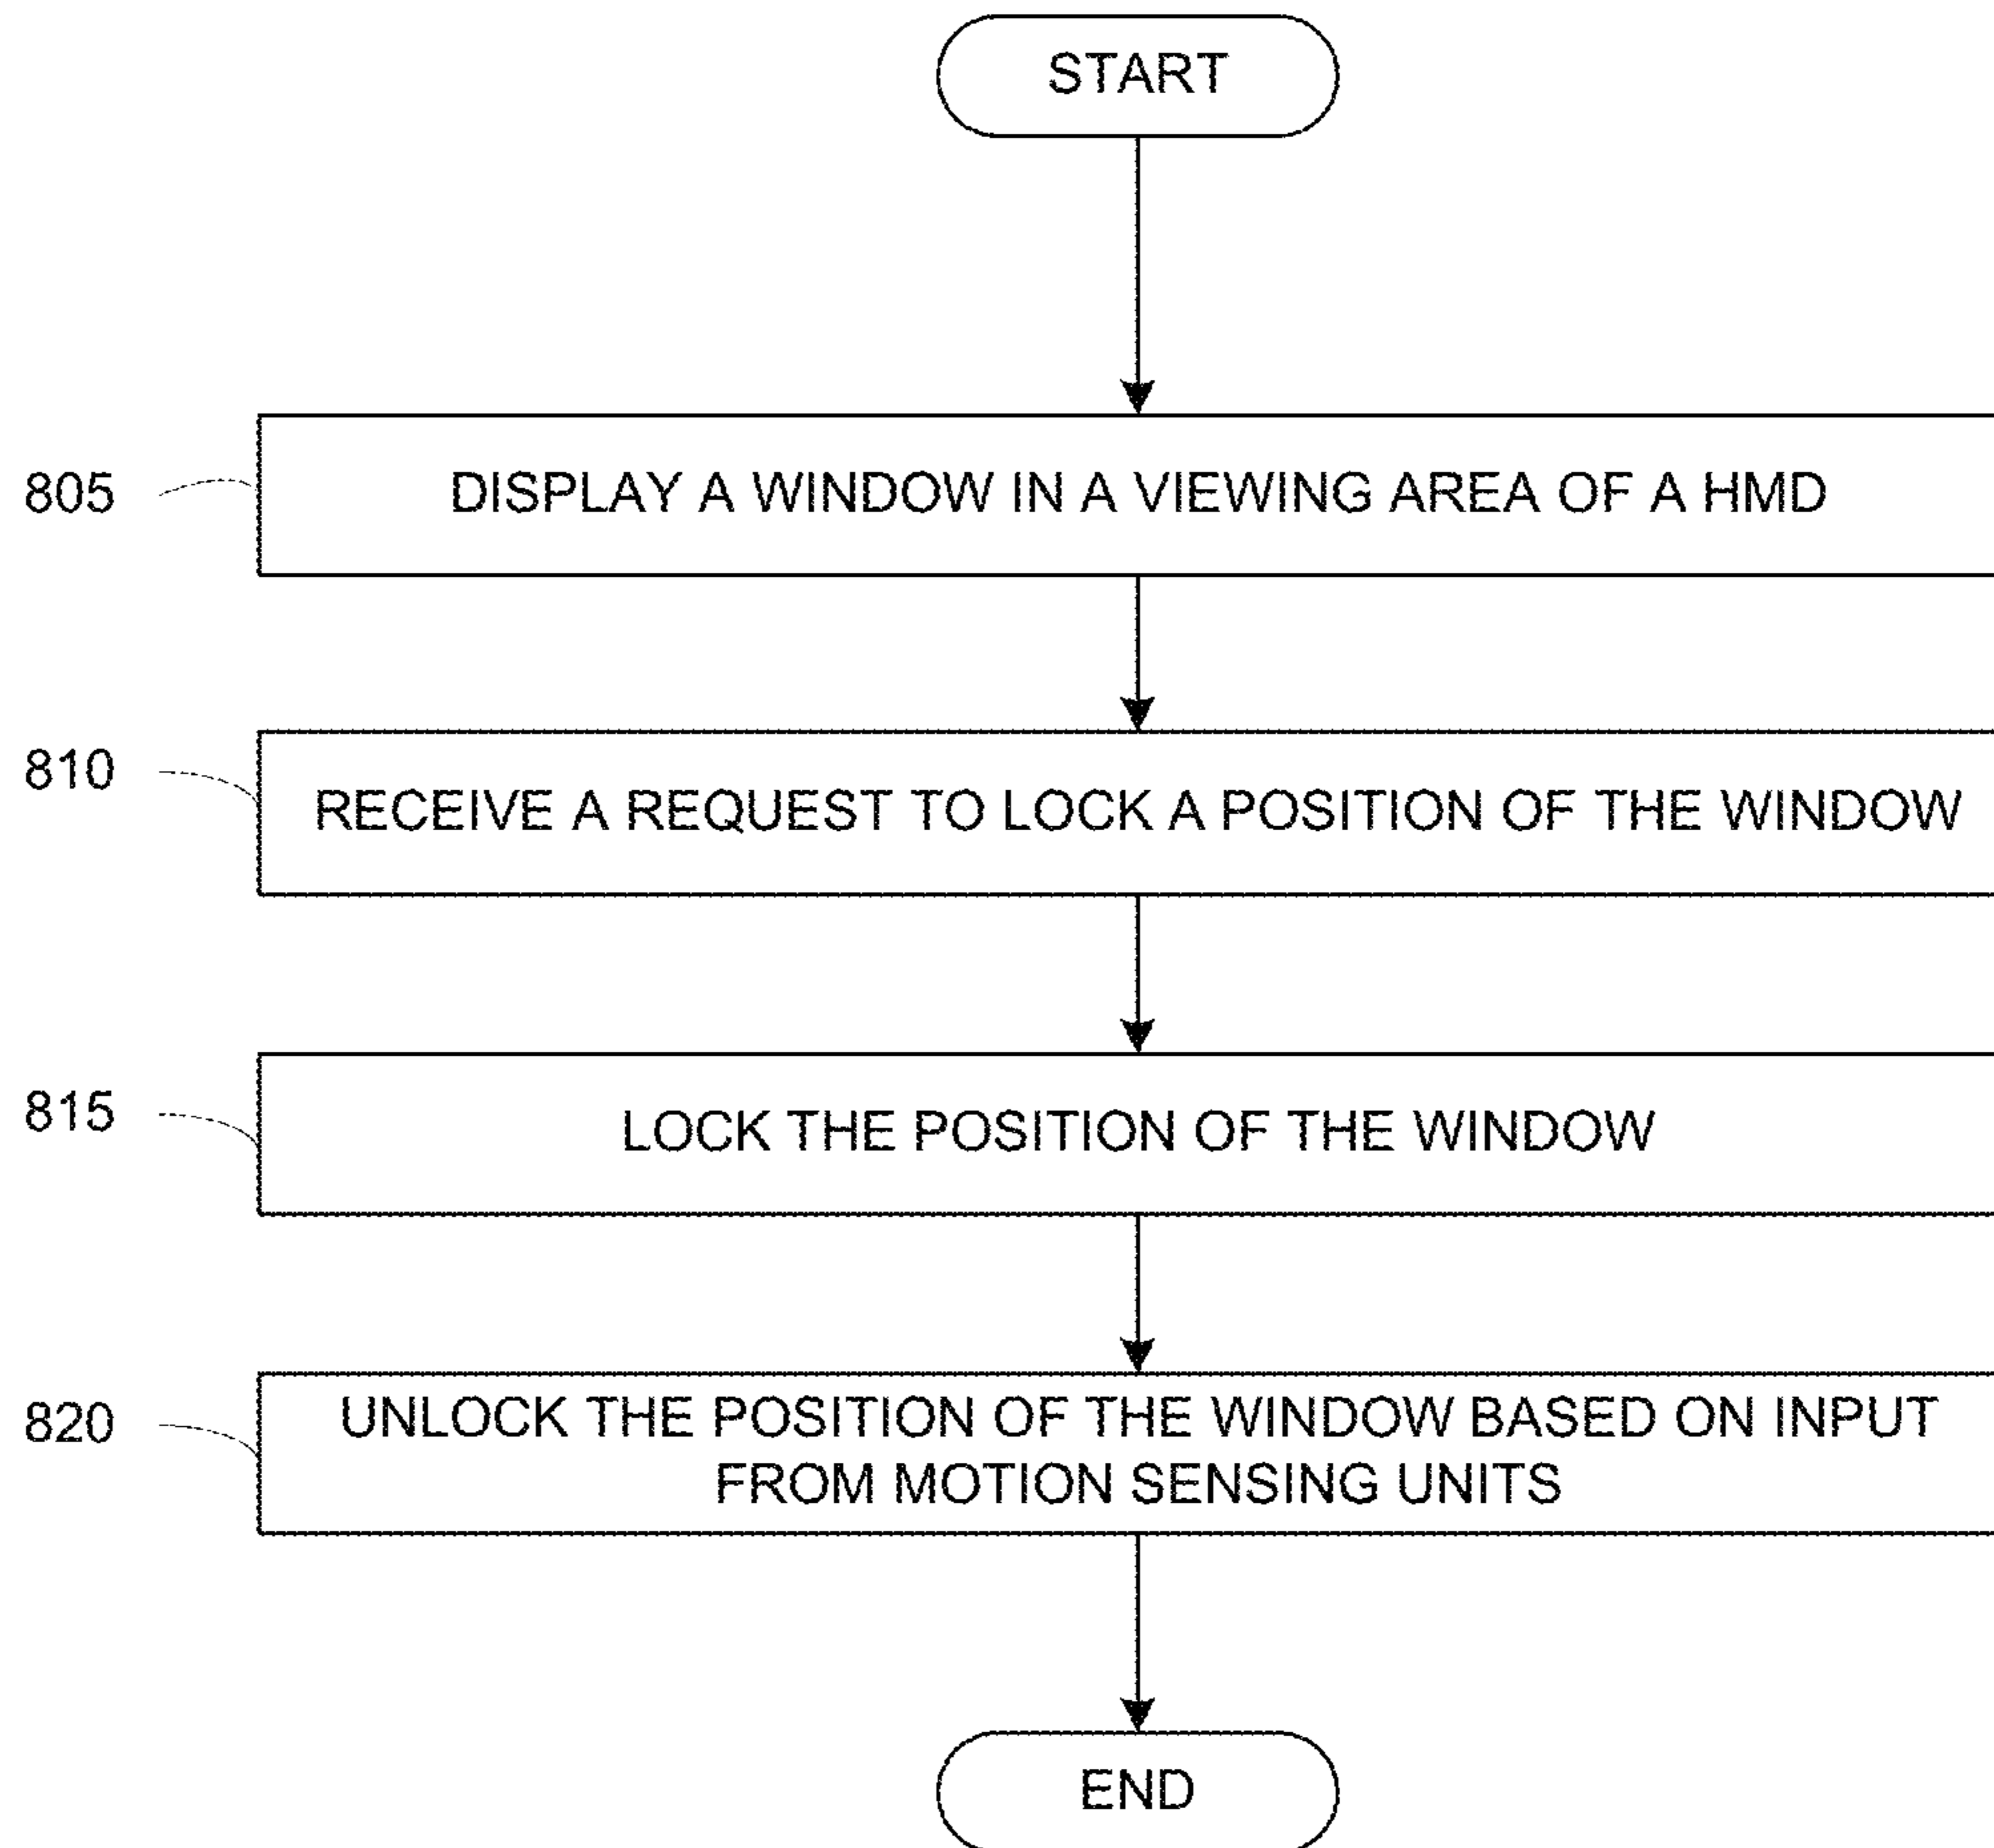 START
805
DISPLAY A WINDOW IN A VIEWING AREA OF A HMD
810
RECEIVE A REQUEST TO LOCK A POSITION OF THE WINDOW
815
LOCK THE POSITION OF THE WINDOW
820
UNLOCK THE POSITION OF THE WINDOW BASED ON INPUT
FROM MOTION SENSING UNITS
END